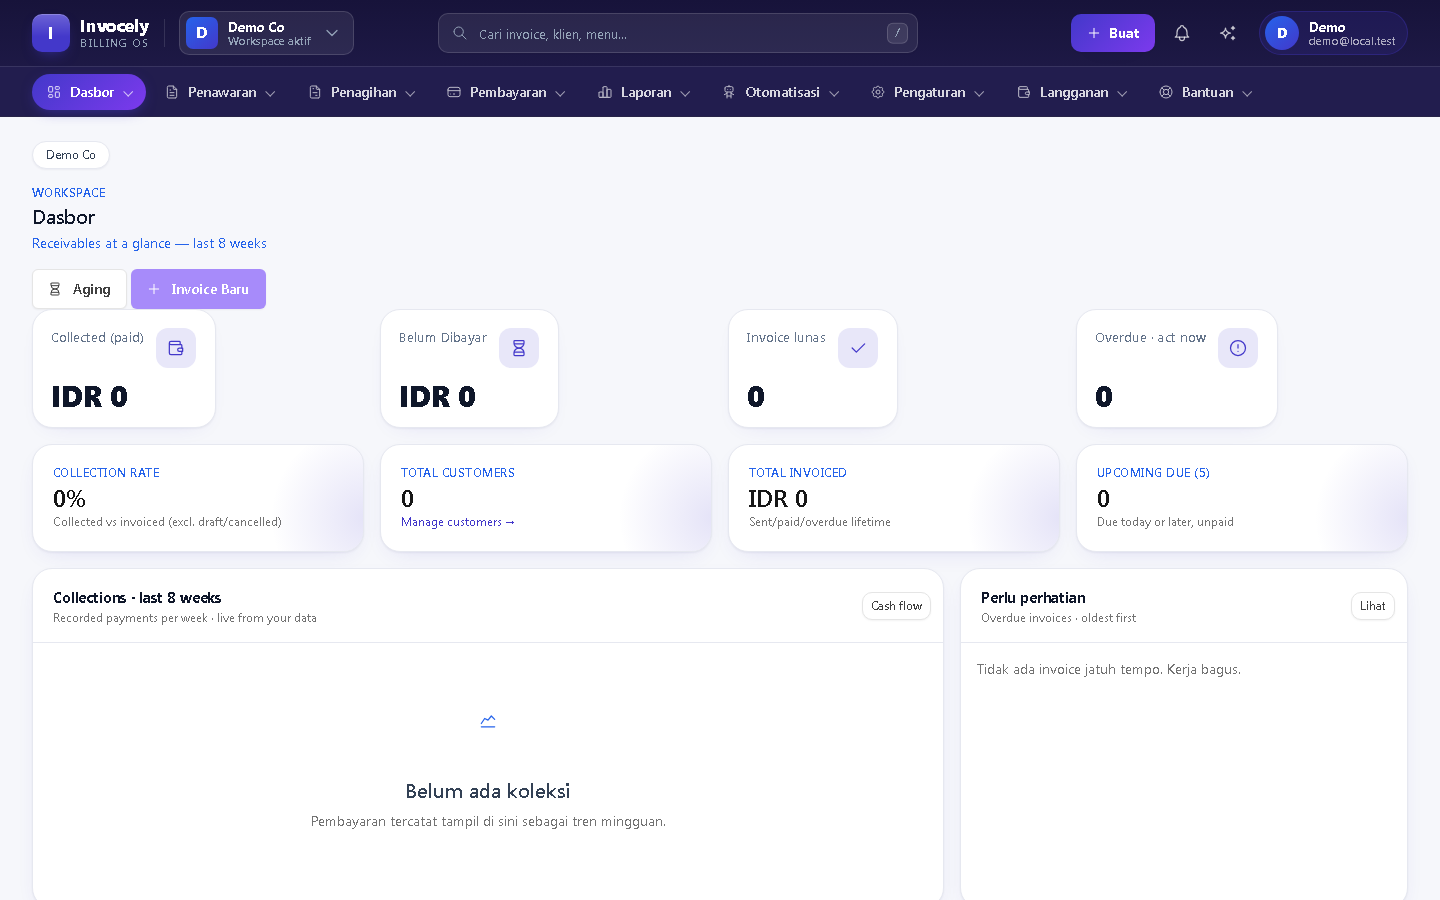 I
Invocely
BILLING OS
D
Demo Co
Workspace aktif
Cari invoice, klien, menu...
/
Buat
D
Demo
demo@local.test
Dasbor
Penawaran
Penagihan
Pembayaran
Laporan
Otomatisasi
Pengaturan
Langganan
Bantuan
Demo Co
WORKSPACE
Dasbor
Receivables at a glance — last 8 weeks
Aging
Invoice Baru
Collected (paid)
IDR 0
Belum Dibayar
IDR 0
Invoice lunas
0
Overdue · act now
0
COLLECTION RATE
0%
Collected vs invoiced (excl. draft/cancelled)
TOTAL CUSTOMERS
0
Manage customers →
TOTAL INVOICED
IDR 0
Sent/paid/overdue lifetime
UPCOMING DUE (5)
0
Due today or later, unpaid
Collections · last 8 weeks
Recorded payments per week · live from your data
Cash flow
Perlu perhatian
Overdue invoices · oldest first
Lihat
Belum ada koleksi
Pembayaran tercatat tampil di sini sebagai tren mingguan.
Tidak ada invoice jatuh tempo. Kerja bagus.